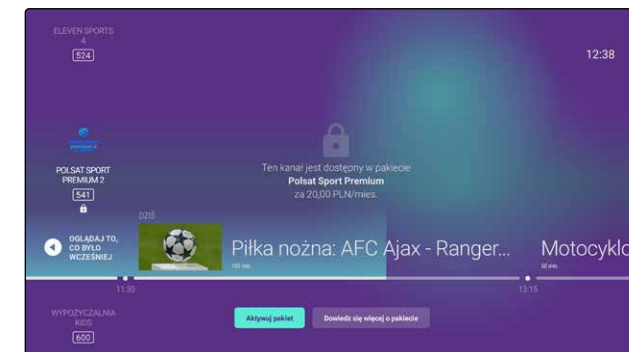 ELEVEN SPORTS
4
524
12:38
POLSAT SPORT
PREMIUM 2
541
Ten kanał jest dostępny w pakiecie
Polsat Sport Premium
za 20,00 PLN/mies.
DZIŚ
OGLĄDAJ TO,
CO BYŁO
WCZEŚNIEJ
Piłka nożna: AFC Ajax - Ranger...
Motocyklo
11:30
13:15
WYPOŻYCZALNIA
KIDS
600
Aktywuj pakiet
Dowiedz się więcej o pakiecie